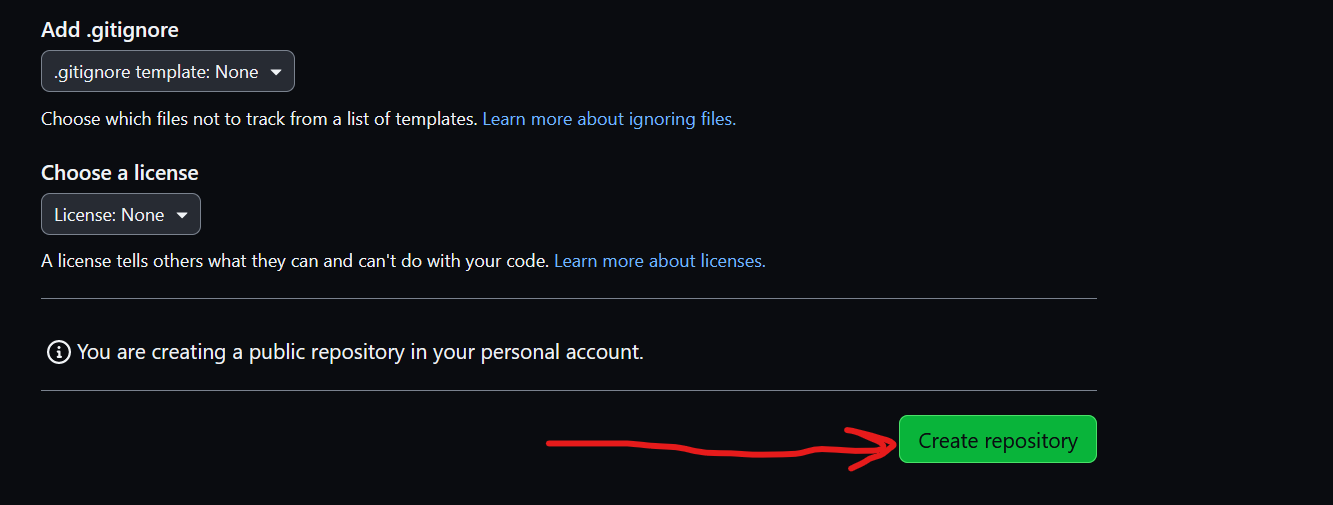 Add .gitignore
.gitignore template: None
Choose which files not to track from a list of templates. Learn more about ignoring files.
Choose a license
License: None
A license tells others what they can and can't do with your code. Learn more about licenses.
You are creating a public repository in your personal account.
Create repository